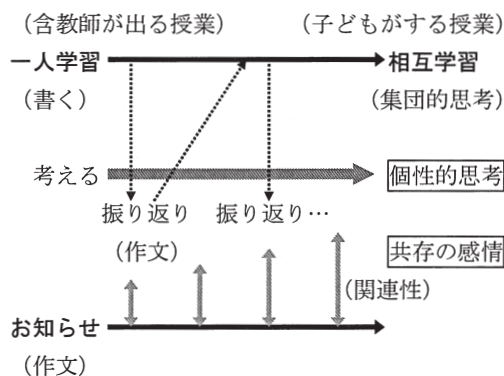 （含教師が出る授業）　（子どもがする授業）
一人学習　相互学習
（書く）　（集団的思考）
考える　個性的思考
振り返り　振り返り…
（作文）　共存の感情
（関連性）
お知らせ
（作文）